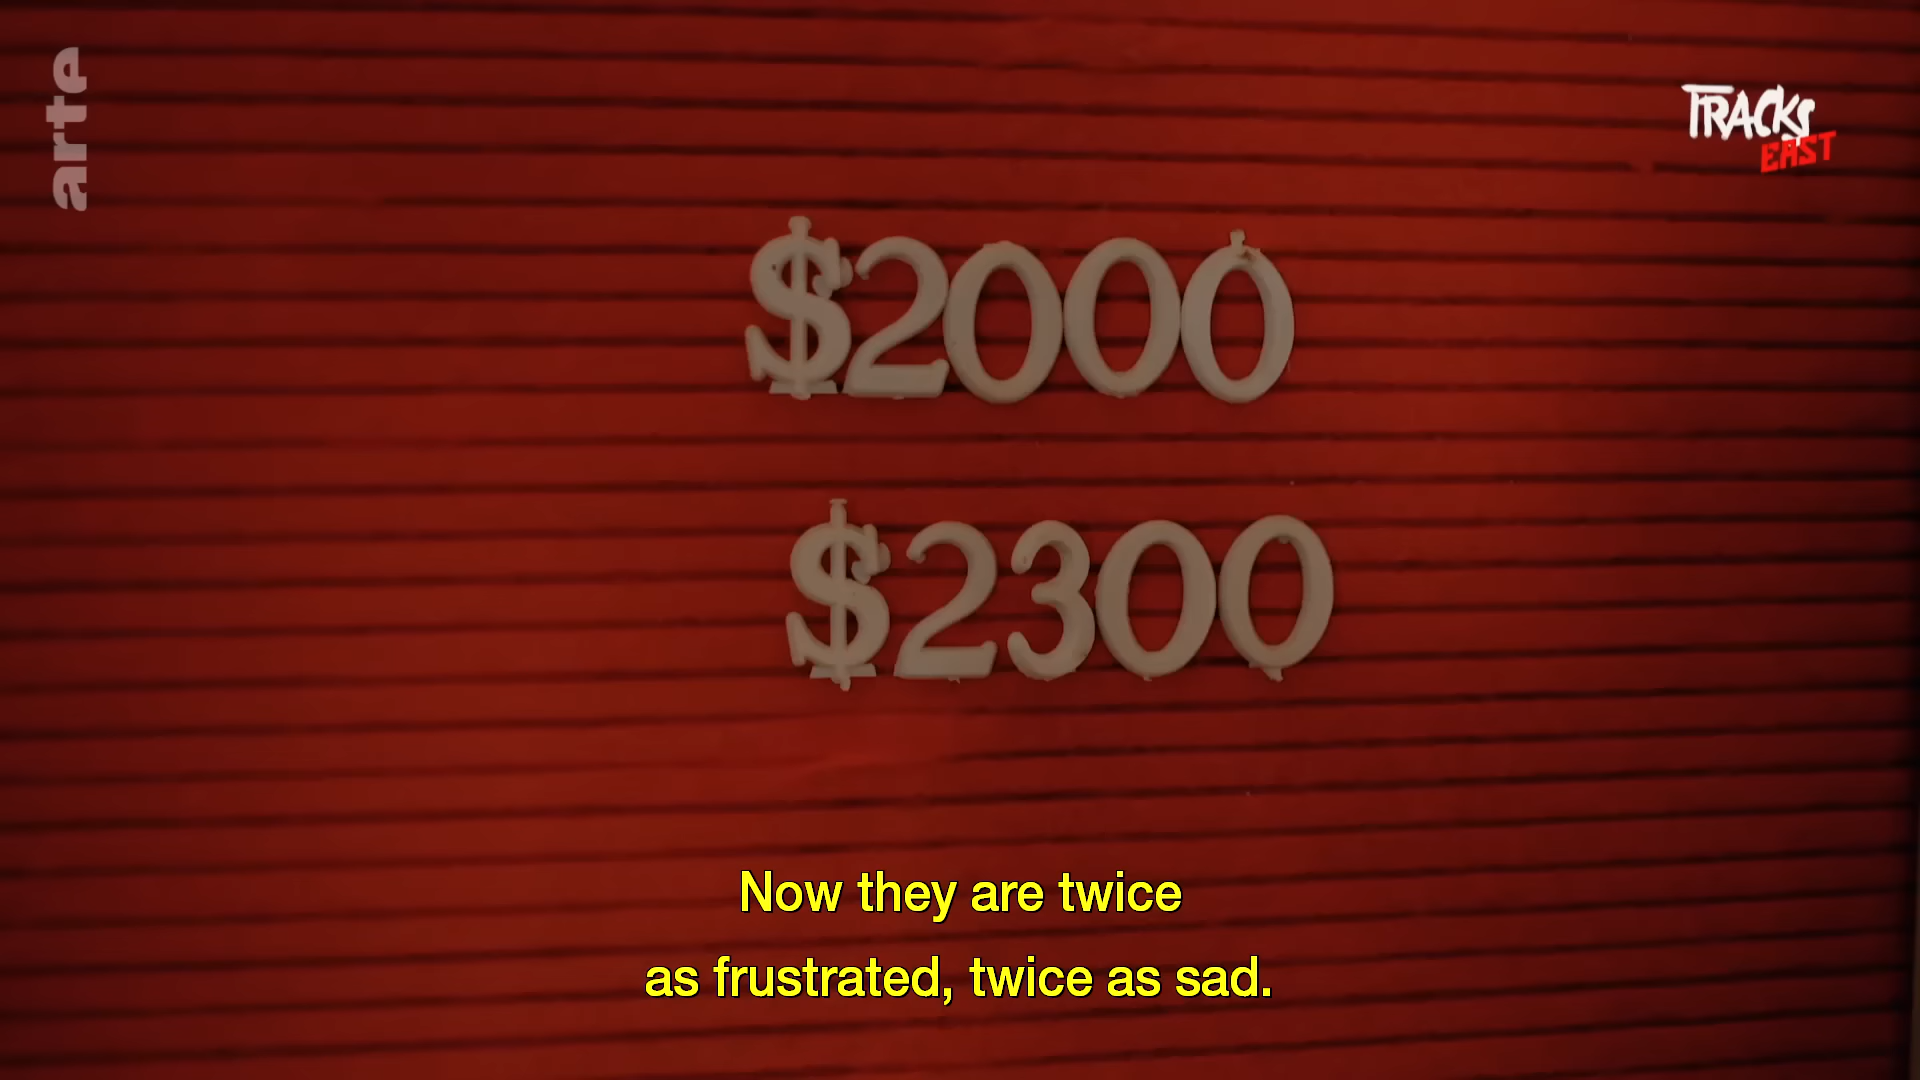 arte
TRACKS
EAST
$2000
$2300
Now they are twice
as frustrated, twice as sad.